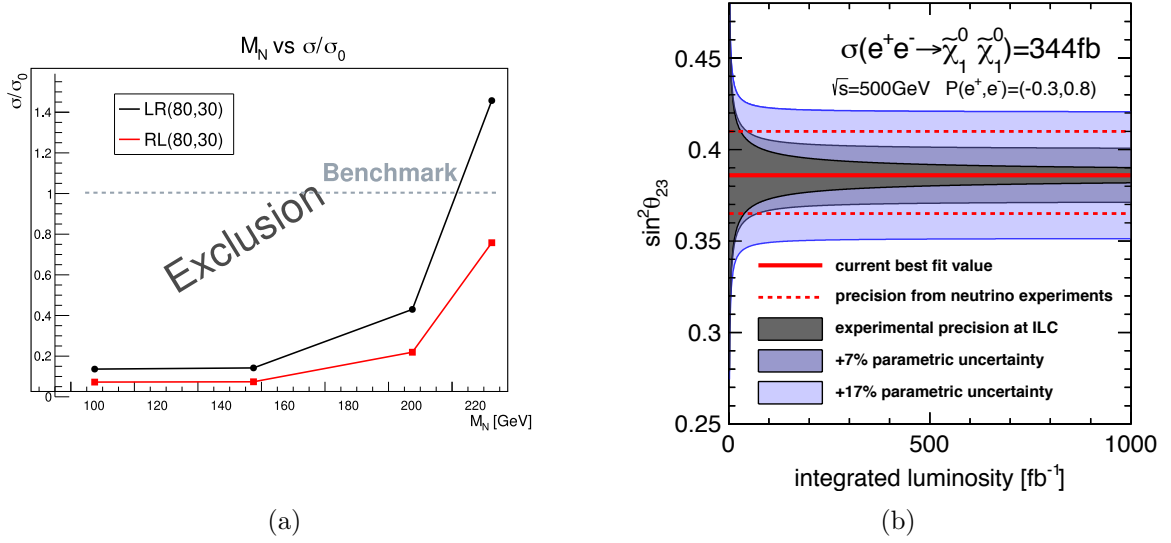 M_N vs σ/σ_0
σ/σ_0
LR(80,30)
RL(80,30)
Benchmark
Exclusion
1.4
1.2
1
0.8
0.6
0.4
0.2
0
100 120 140 160 180 200 220
M_N [GeV]
(a)
σ(e⁺e⁻→χ̃⁰₁ χ̃⁰₁)=344fb
√s=500GeV P(e⁺,e⁻)=(-0.3,0.8)
sin²θ₂₃
0.45
0.4
0.35
0.3
0.25
current best fit value
precision from neutrino experiments
experimental precision at ILC
+7% parametric uncertainty
+17% parametric uncertainty
0 500 1000
integrated luminosity [fb⁻¹]
(b)